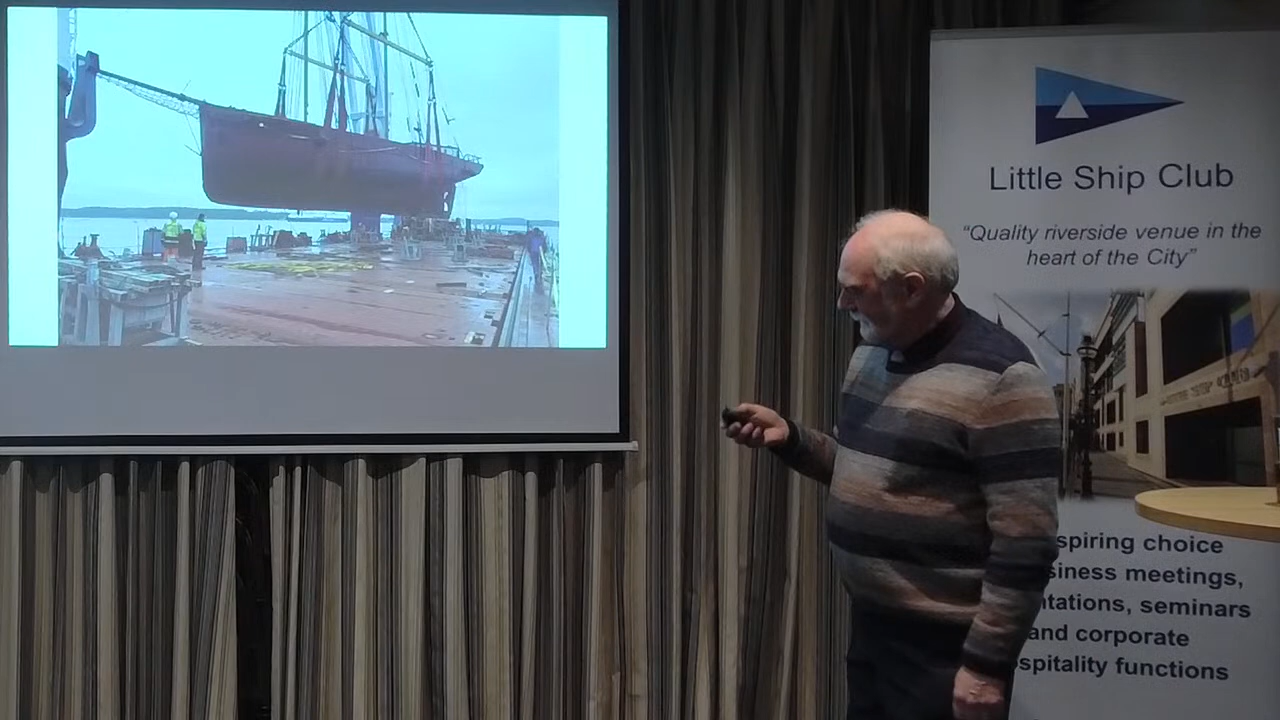 Little Ship Club
“Quality riverside venue in the
heart of the City”
spiring choice
siness meetings,
ntations, seminars
and corporate
spitality functions